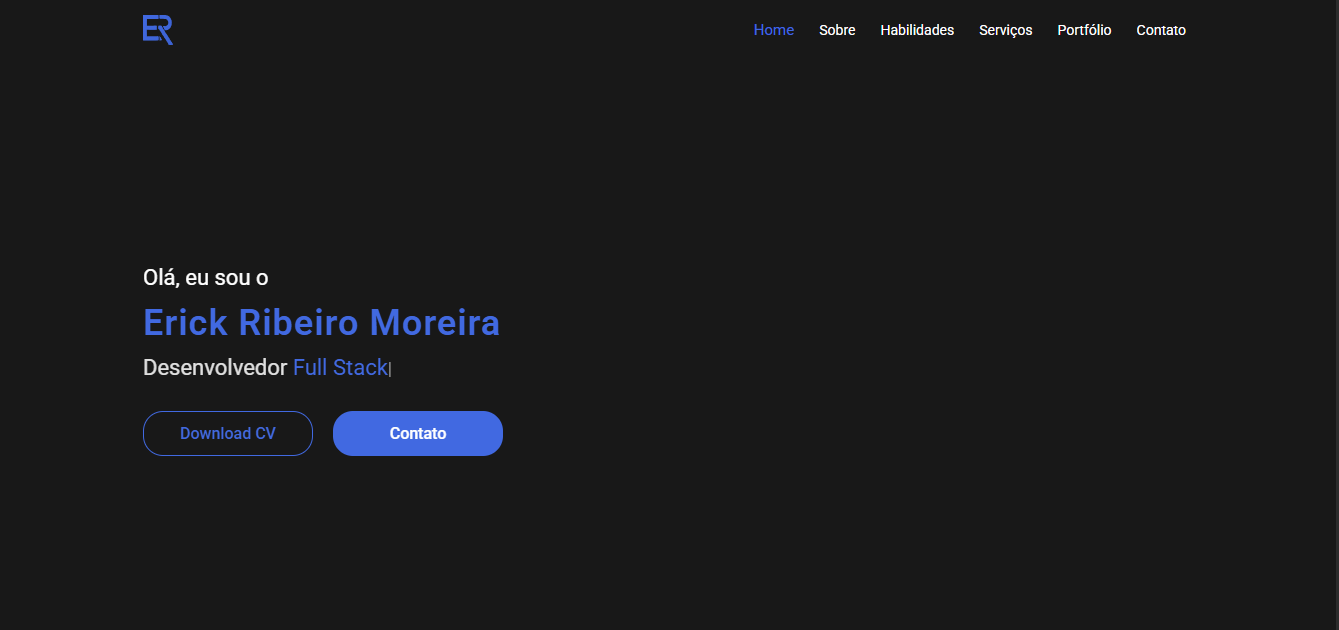 ER
Home Sobre Habilidades Serviços Portfólio Contato
Olá, eu sou o
Erick Ribeiro Moreira
Desenvolvedor Full Stack|
Download CV Contato